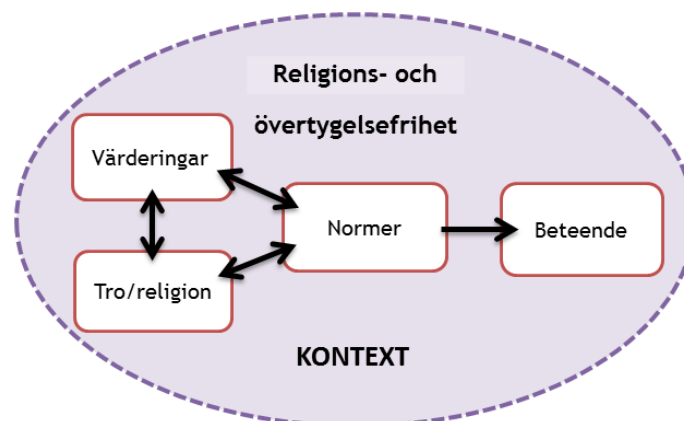 Religions- och
övertygelsefrihet
Värderingar
Normer
Beteende
Tro/religion
KONTEXT